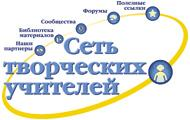 Полезные
ссылки
Форумы
Сообщества
Библиотека
материалов
Наши
партнеры
Сеть
творческих
учителей